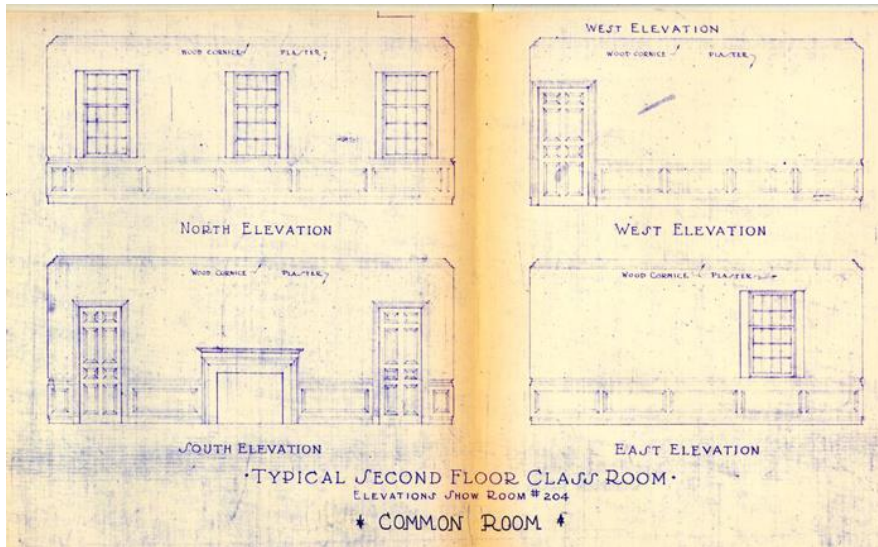 WOOD CORNICE PLASTER
NORTH ELEVATION
WEST ELEVATION
WOOD CORNICE PLASTER
WEST ELEVATION
WOOD CORNICE PLASTER
SOUTH ELEVATION
WOOD CORNICE PLASTER
EAST ELEVATION
·TYPICAL SECOND FLOOR CLASS ROOM·
ELEVATIONS SHOW ROOM #204
* COMMON ROOM *